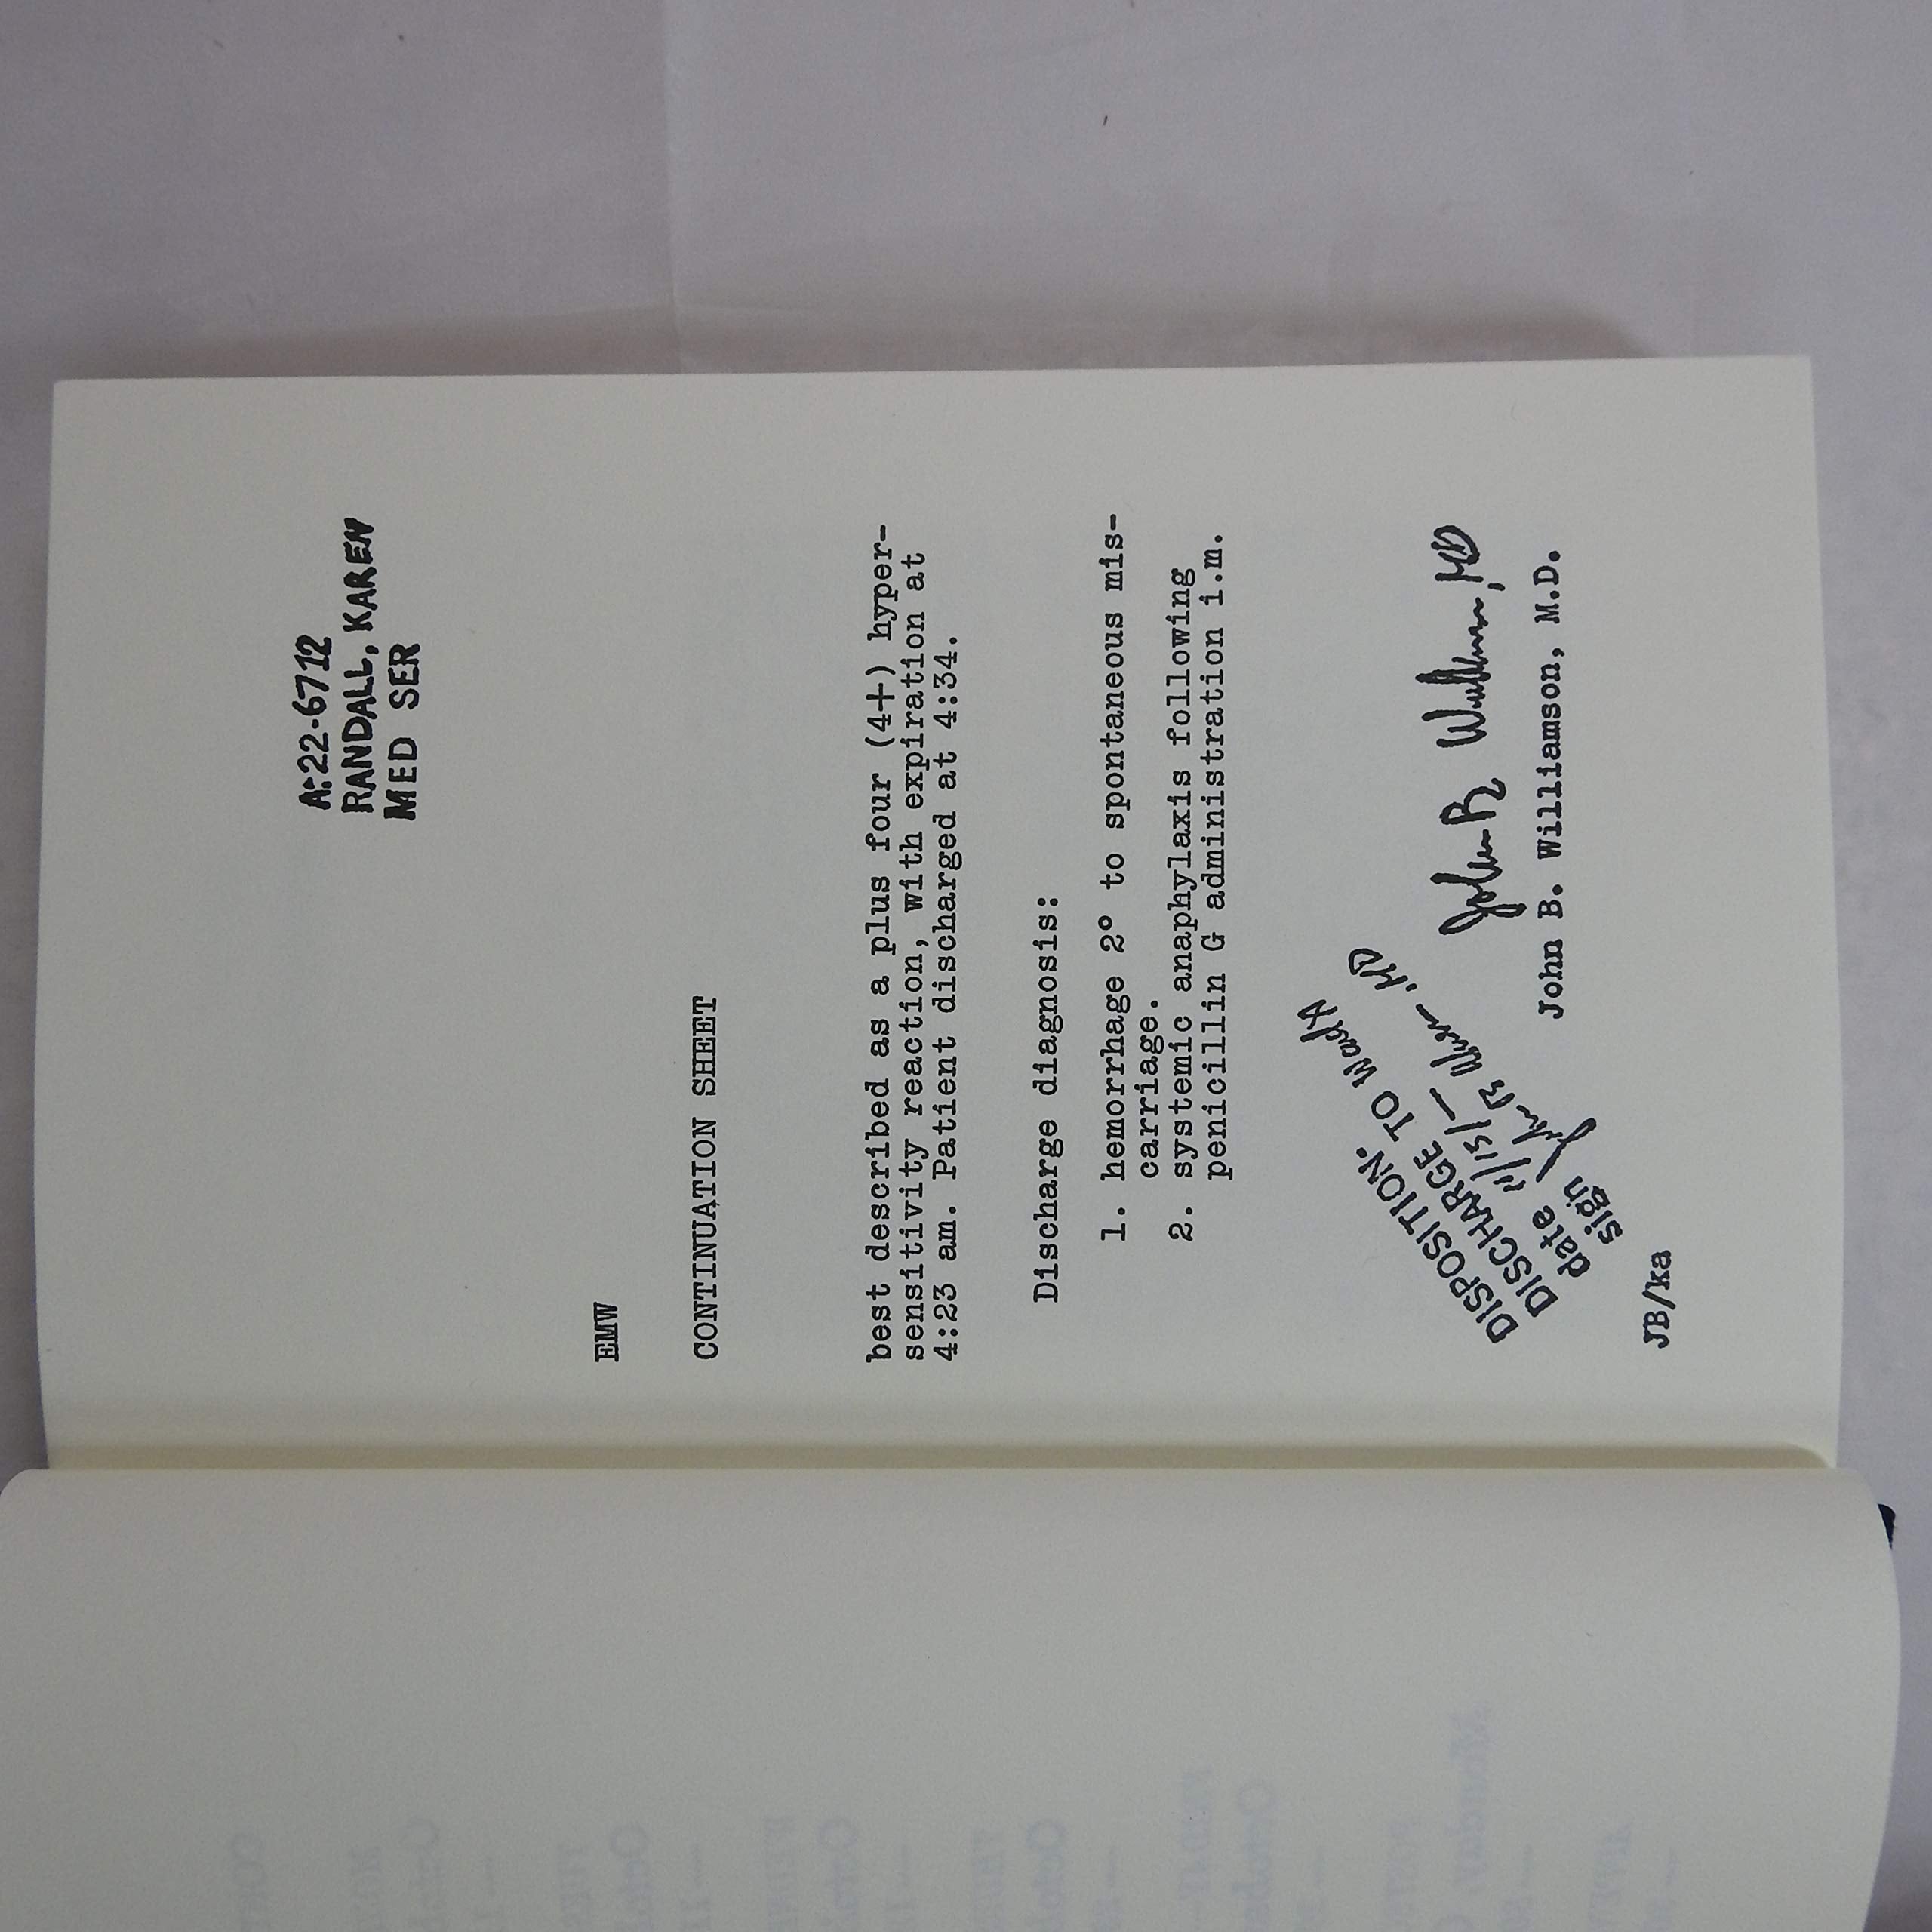 A:22-6712
RANDALL, KAREN
MED SER
EMW
CONTINUATION SHEET
best described as a plus four (4+) hyper-
sensitivity reaction, with expiration at
4:23 am. Patient discharged at 4:34.
Discharge diagnosis:
1. hemorrhage 2° to spontaneous mis-
carriage.
2. systemic anaphylaxis following
penicillin G administration i.m.
DISPOSITION:
DISCHARGE TO
date
sign
John B. Williamson, MD
John B. Williamson, M.D.
JB/ka